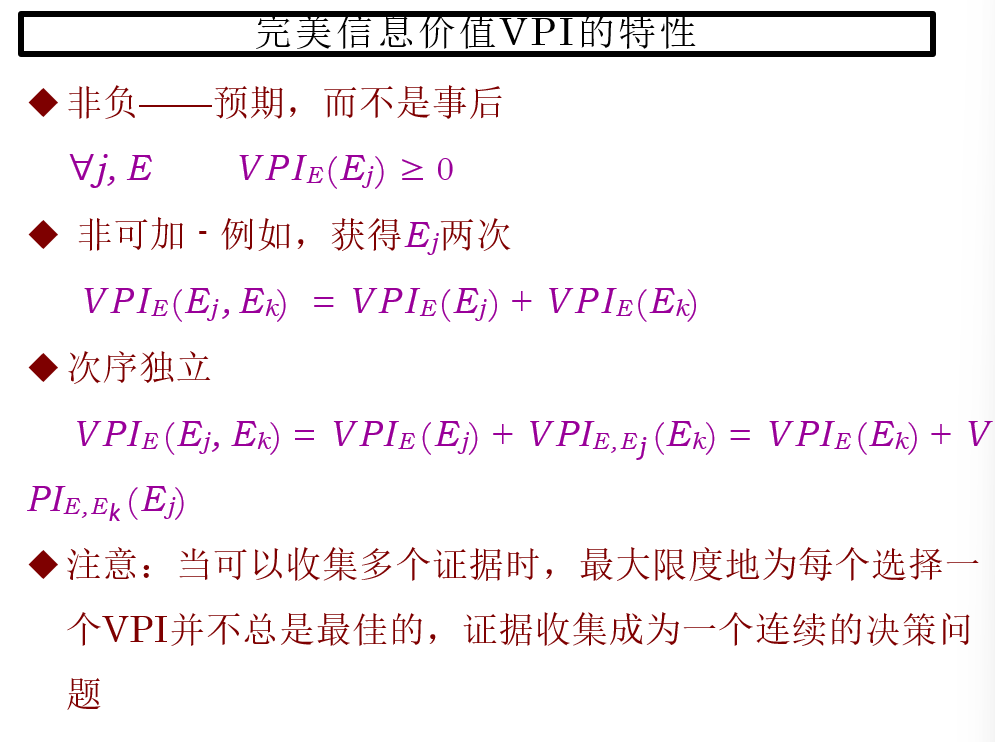 完美信息价值VPI的特性
◆ 非负——预期，而不是事后
∀j, E VPI_E(E_j) ≥ 0
◆ 非可加 - 例如，获得E_j两次
VPI_E(E_j, E_k) = VPI_E(E_j) + VPI_E(E_k)
◆ 次序独立
VPI_E(E_j, E_k) = VPI_E(E_j) + VPI_{E,E_j}(E_k) = VPI_E(E_k) + V
PI_{E,E_k}(E_j)
◆ 注意：当可以收集多个证据时，最大限度地为每个选择一
个VPI并不总是最佳的，证据收集成为一个连续的决策问
题